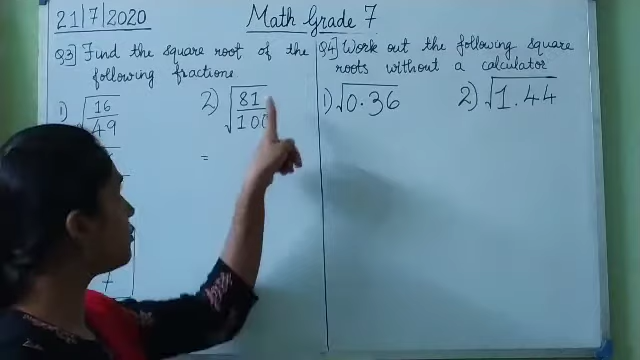 21/7/2020
Math Grade 7
Q3] Find the square root of the
following fractions
1) √16/49
2) √81/100
=
Q4] Work out the following square
roots without a calculator
1) √0.36
2) √1.44